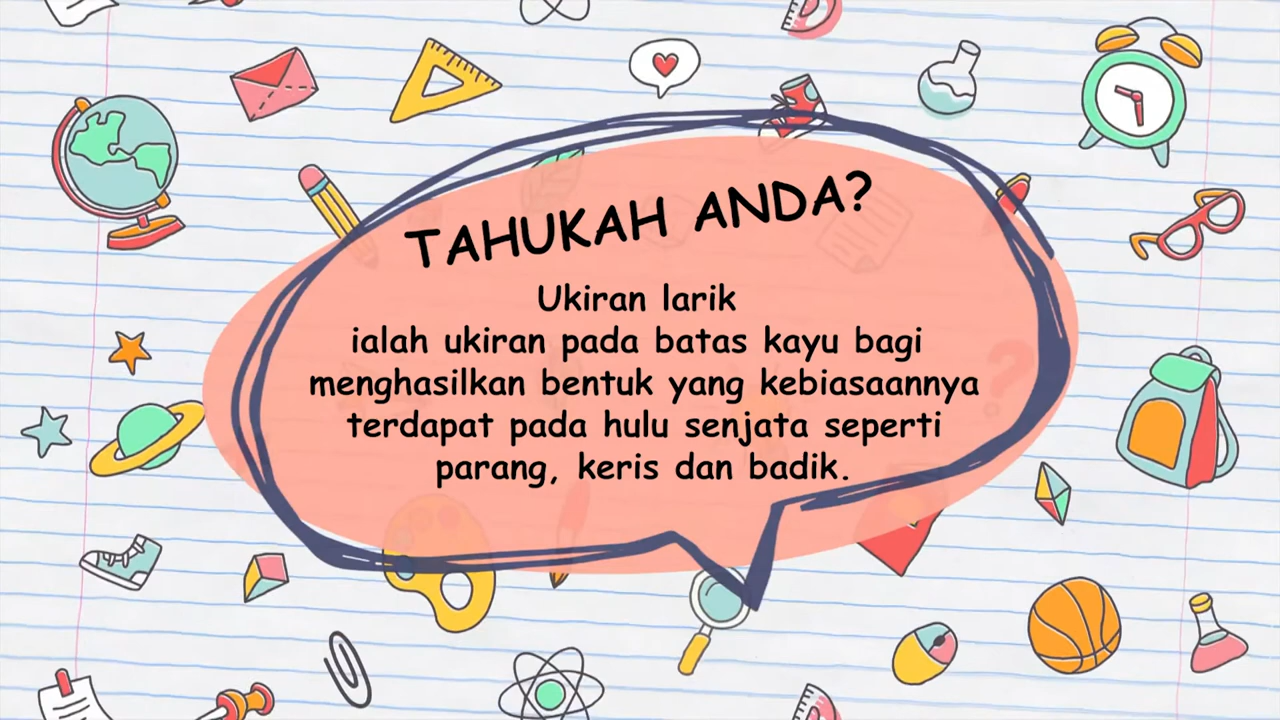 TAHUKAH ANDA?
Ukiran larik
ialah ukiran pada batas kayu bagi
menghasilkan bentuk yang kebiasaannya
terdapat pada hulu senjata seperti
parang, keris dan badik.